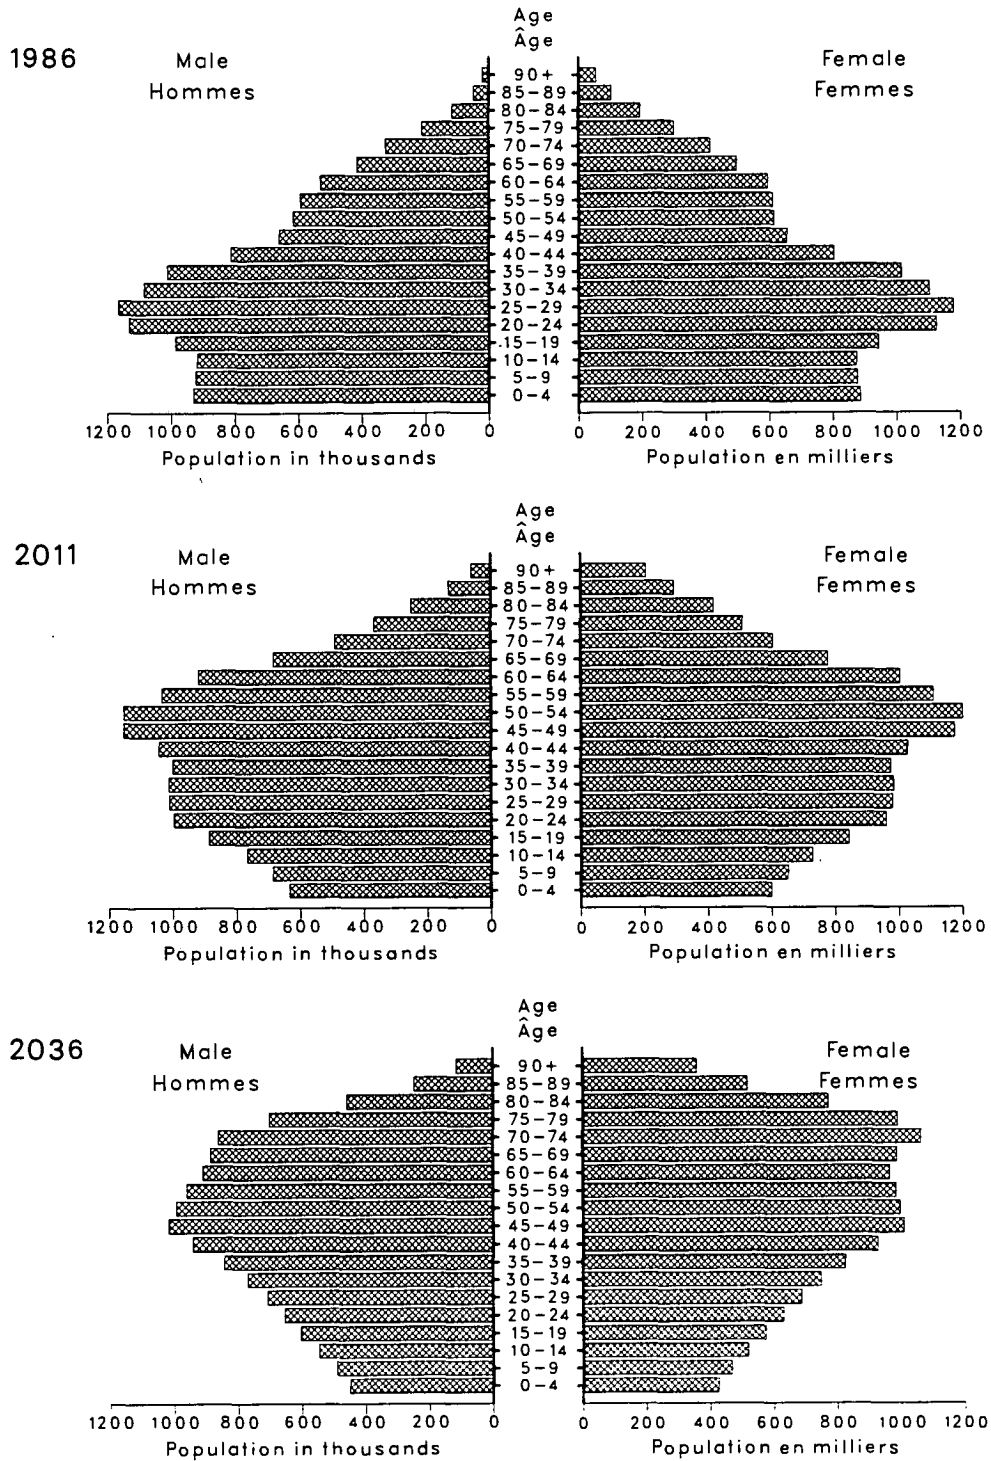 1986
Male
Hommes
Age
Âge
Female
Femmes
90+
85-89
80-84
75-79
70-74
65-69
60-64
55-59
50-54
45-49
40-44
35-39
30-34
25-29
20-24
15-19
10-14
5-9
0-4
1200 1000 800 600 400 200 0
0 200 400 600 800 1000 1200
Population in thousands
Population en milliers
2011
Male
Hommes
Age
Âge
Female
Femmes
90+
85-89
80-84
75-79
70-74
65-69
60-64
55-59
50-54
45-49
40-44
35-39
30-34
25-29
20-24
15-19
10-14
5-9
0-4
1200 1000 800 600 400 200 0
0 200 400 600 800 1000 1200
Population in thousands
Population en milliers
2036
Male
Hommes
Age
Âge
Female
Femmes
90+
85-89
80-84
75-79
70-74
65-69
60-64
55-59
50-54
45-49
40-44
35-39
30-34
25-29
20-24
15-19
10-14
5-9
0-4
1200 1000 800 600 400 200 0
0 200 400 600 800 1000 1200
Population in thousands
Population en milliers